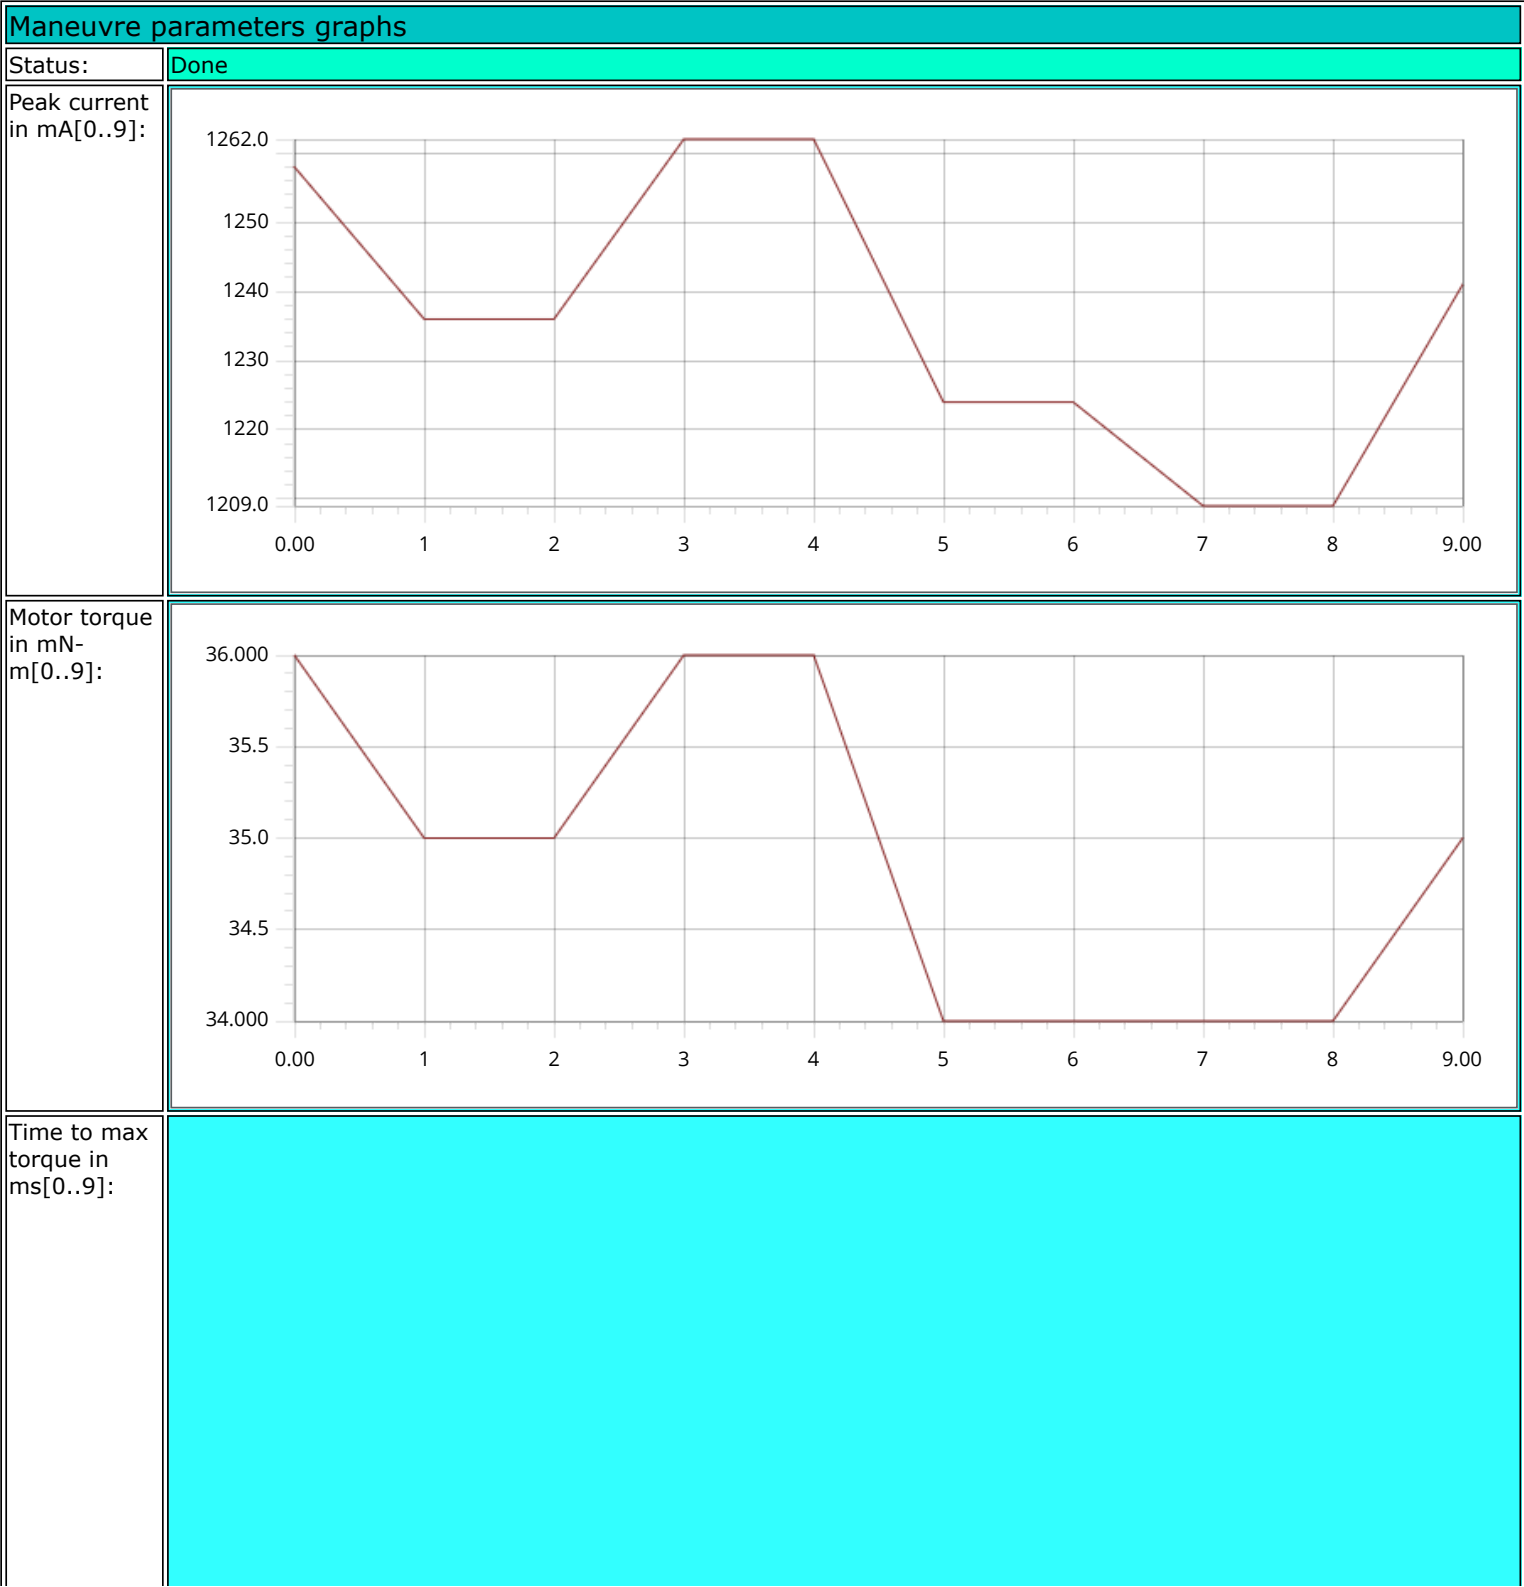 Maneuvre parameters graphs
Status:
Done
Peak current
in mA[0..9]:
1262.0
1250
1240
1230
1220
1209.0
0.00 1 2 3 4 5 6 7 8 9.00
Motor torque
in mN-
m[0..9]:
36.000
35.5
35.0
34.5
34.000
0.00 1 2 3 4 5 6 7 8 9.00
Time to max
torque in
ms[0..9]: